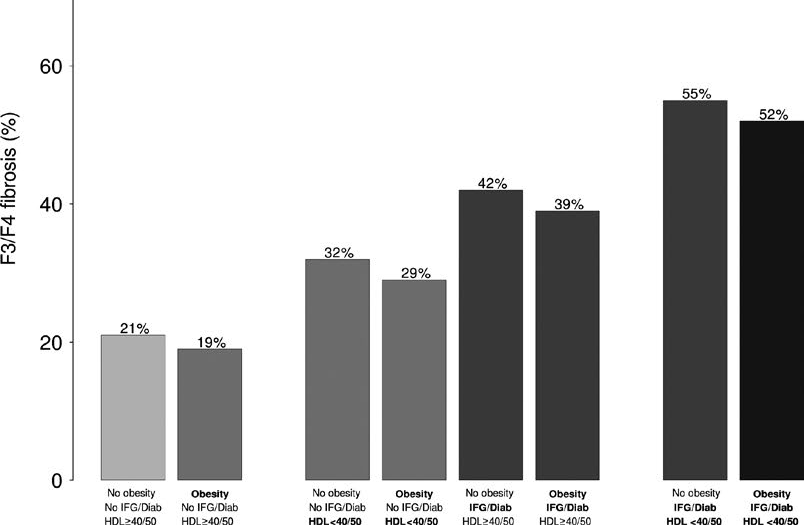 F3/F4 fibrosis (%)
60
40
20
0
21%
19%
32%
29%
42%
39%
55%
52%
No obesity
No IFG/Diab
HDL≥40/50
Obesity
No IFG/Diab
HDL≥40/50
No obesity
No IFG/Diab
HDL<40/50
Obesity
No IFG/Diab
HDL<40/50
No obesity
IFG/Diab
HDL≥40/50
Obesity
IFG/Diab
HDL≥40/50
No obesity
IFG/Diab
HDL <40/50
Obesity
IFG/Diab
HDL <40/50